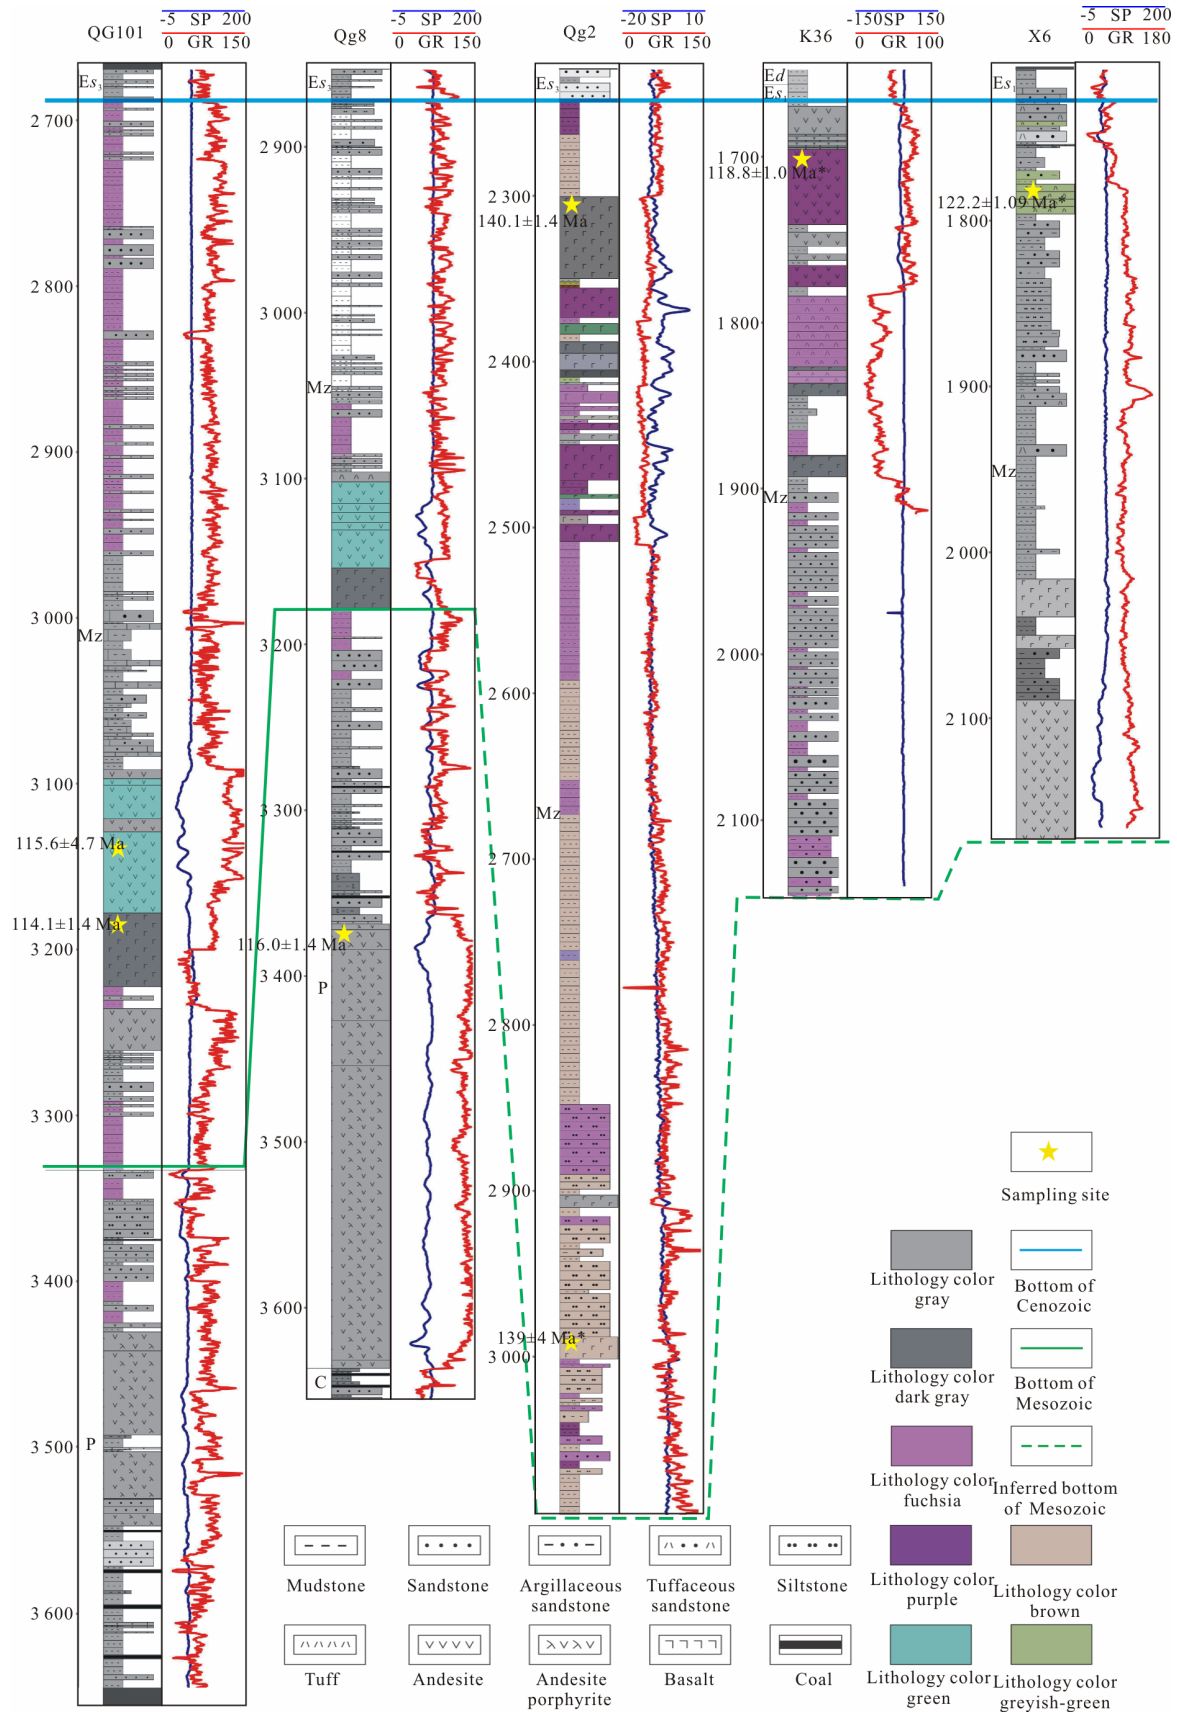 QG101
-5 SP 200
0 GR 150
Es3
2 700
2 800
2 900
3 000
Mz
3 100
115.6±4.7 Ma
114.1±1.4 Ma
3 200
3 300
3 400
P
3 500
3 600
Qg8
-5 SP 200
0 GR 150
Es3
2 900
3 000
Mz
3 100
3 200
3 300
116.0±1.4 Ma
3 400
P
3 500
3 600
C
Qg2
-20 SP 10
0 GR 150
Es3
2 300
140.1±1.4 Ma
2 400
2 500
2 600
Mz
2 700
2 800
2 900
139±4 Ma*
3 000
K36
-150SP 150
0 GR 100
Ed
Es
1 700
118.8±1.0 Ma*
1 800
1 900
Mz
2 000
2 100
X6
-5 SP 200
0 GR 180
Es1
122.2±1.09 Ma*
1 800
1 900
Mz
2 000
2 100
Sampling site
Lithology color
gray
Bottom of
Cenozoic
Lithology color
dark gray
Bottom of
Mesozoic
Lithology color
fuchsia
Inferred bottom
of Mesozoic
Mudstone
Sandstone
Argillaceous
sandstone
Tuffaceous
sandstone
Siltstone
Lithology color
purple
Lithology color
brown
Tuff
Andesite
Andesite
porphyrite
Basalt
Coal
Lithology color
green
Lithology color
greyish-green